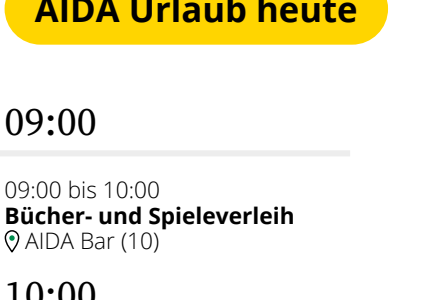 AIDA Urlaub heute
09:00
09:00 bis 10:00
Bücher- und Spieleverleih
AIDA Bar (10)
10:00